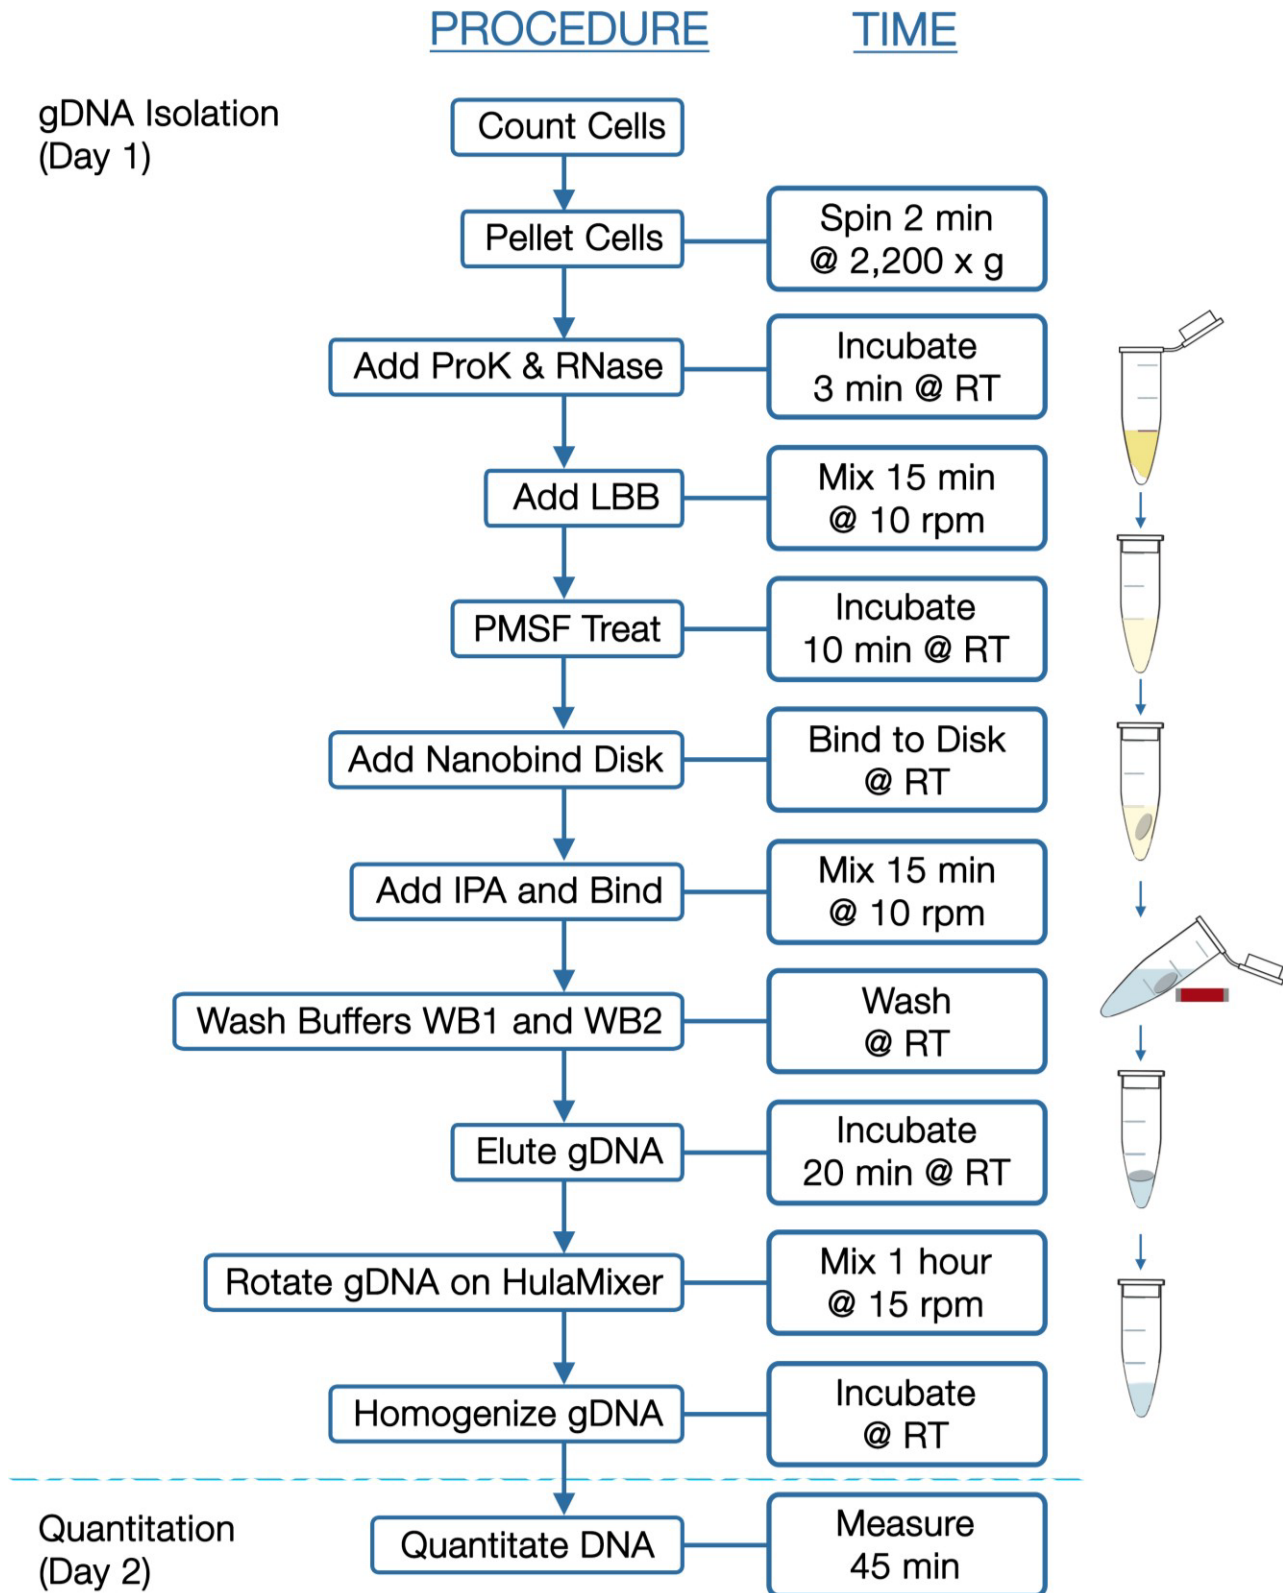 PROCEDURE TIME
gDNA Isolation
(Day 1)
Count Cells
Pellet Cells
Spin 2 min
@ 2,200 x g
Add ProK & RNase
Incubate
3 min @ RT
Add LBB
Mix 15 min
@ 10 rpm
PMSF Treat
Incubate
10 min @ RT
Add Nanobind Disk
Bind to Disk
@ RT
Add IPA and Bind
Mix 15 min
@ 10 rpm
Wash Buffers WB1 and WB2
Wash
@ RT
Elute gDNA
Incubate
20 min @ RT
Rotate gDNA on HulaMixer
Mix 1 hour
@ 15 rpm
Homogenize gDNA
Incubate
@ RT
Quantitation
(Day 2)
Quantitate DNA
Measure
45 min